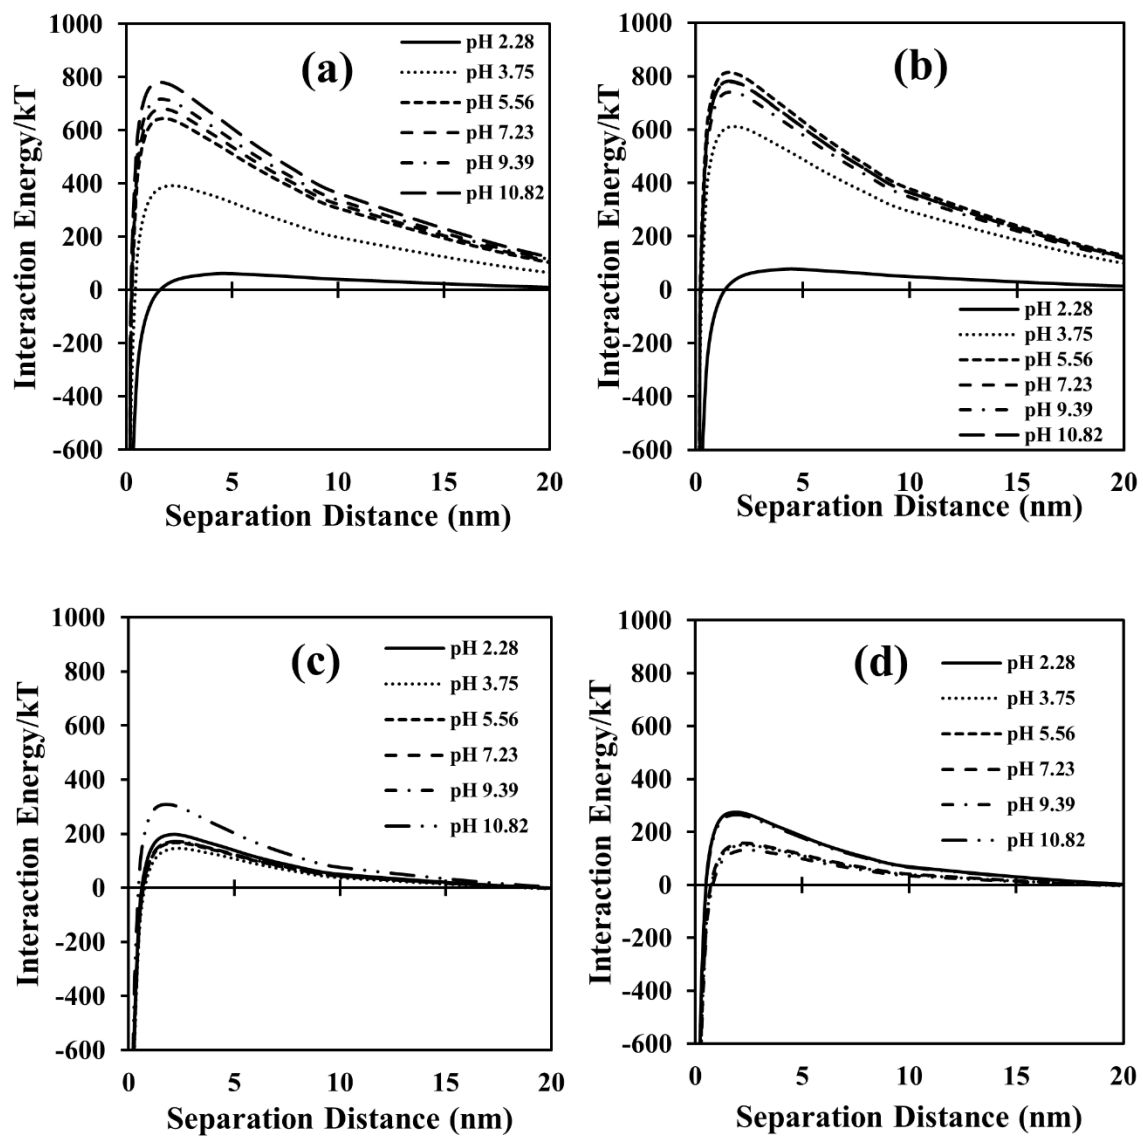 (a)
Interaction Energy/kT
1000
800
600
400
200
0
-200
-400
-600
pH 2.28
pH 3.75
pH 5.56
pH 7.23
pH 9.39
pH 10.82
0 5 10 15 20
Separation Distance (nm)
(b)
Interaction Energy/kT
1000
800
600
400
200
0
-200
-400
-600
pH 2.28
pH 3.75
pH 5.56
pH 7.23
pH 9.39
pH 10.82
0 5 10 15 20
Separation Distance (nm)
(c)
Interaction Energy/kT
1000
800
600
400
200
0
-200
-400
-600
pH 2.28
pH 3.75
pH 5.56
pH 7.23
pH 9.39
pH 10.82
0 5 10 15 20
Separation Distance (nm)
(d)
Interaction Energy/kT
1000
800
600
400
200
0
-200
-400
-600
pH 2.28
pH 3.75
pH 5.56
pH 7.23
pH 9.39
pH 10.82
0 5 10 15 20
Separation Distance (nm)